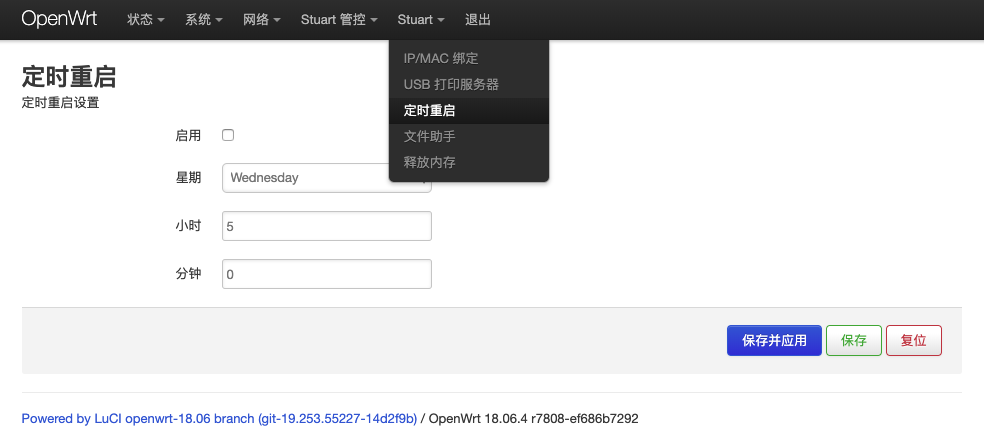 OpenWrt 状态 系统 网络 Stuart 管控 Stuart 退出
IP/MAC 绑定
USB 打印服务器
定时重启
文件助手
释放内存
定时重启
定时重启设置
启用
星期 Wednesday
小时 5
分钟 0
保存并应用 保存 复位
Powered by LuCI openwrt-18.06 branch (git-19.253.55227-14d2f9b) / OpenWrt 18.06.4 r7808-ef686b7292